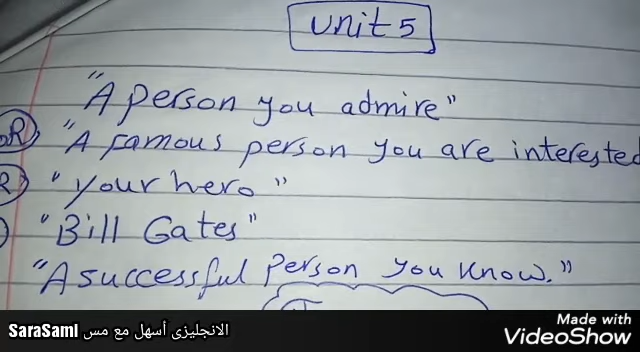 Unit 5
"A person you admire"
OR "A famous person you are interested
"your hero"
"Bill Gates"
"A successful person you know."
الانجليزى أسهل مع مس SaraSamI
Made with
VideoShow